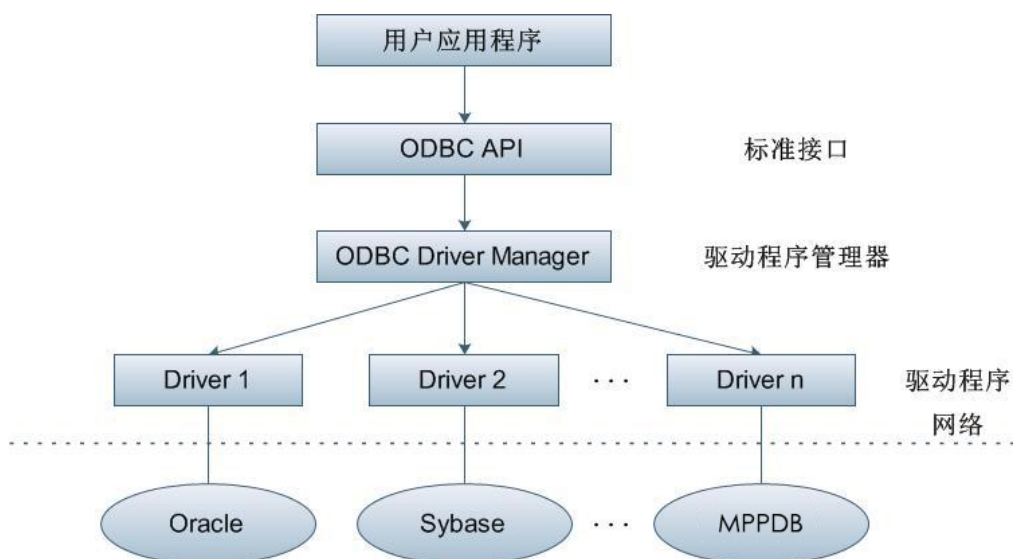 用户应用程序
ODBC API
标准接口
ODBC Driver Manager
驱动程序管理器
Driver 1
Driver 2
...
Driver n
驱动程序
网络
Oracle
Sybase
...
MPPDB